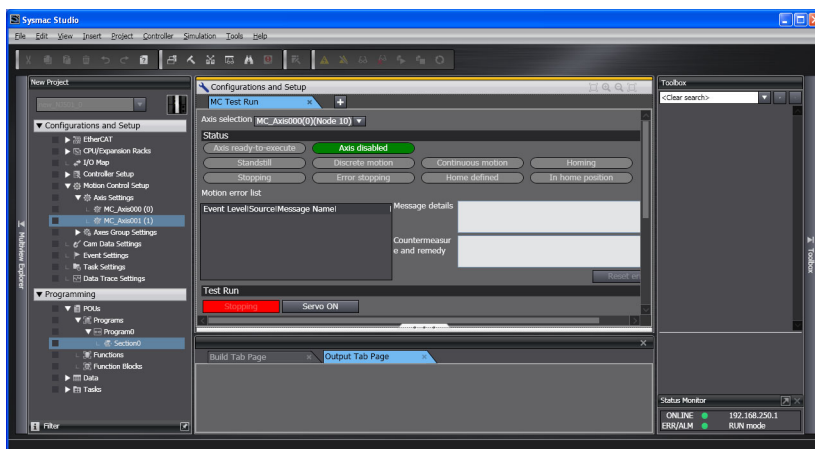 Sysmac Studio
File Edit View Insert Project Controller Simulation Tools Help
New Project
Configurations and Setup
EtherCAT
CPU/Expansion Racks
I/O Map
Controller Setup
Motion Control Setup
Axis Settings
MC_Axis000 (0)
MC_Axis001 (1)
Axes Group Settings
Cam Data Settings
Event Settings
Task Settings
Data Trace Settings
Programming
POUs
Programs
Program0
Section0
Functions
Function Blocks
Data
Tasks
Filter
Multiview Explorer
Configurations and Setup
MC Test Run
Axis selection MC_Axis000(0)(Node 10)
Status
Axis ready-to-execute Axis disabled
Standstill Discrete motion Continuous motion Homing
Stopping Error stopping Home defined In home position
Motion error list
Event Level|Source|Message Name|
Message details
Countermeasur
e and remedy
Reset
Test Run
Stopping Servo ON
Build Tab Page Output Tab Page
Toolbox
<Clear search>
Toolbox
Status Monitor
ONLINE 192.168.250.1
ERR/ALM RUN mode